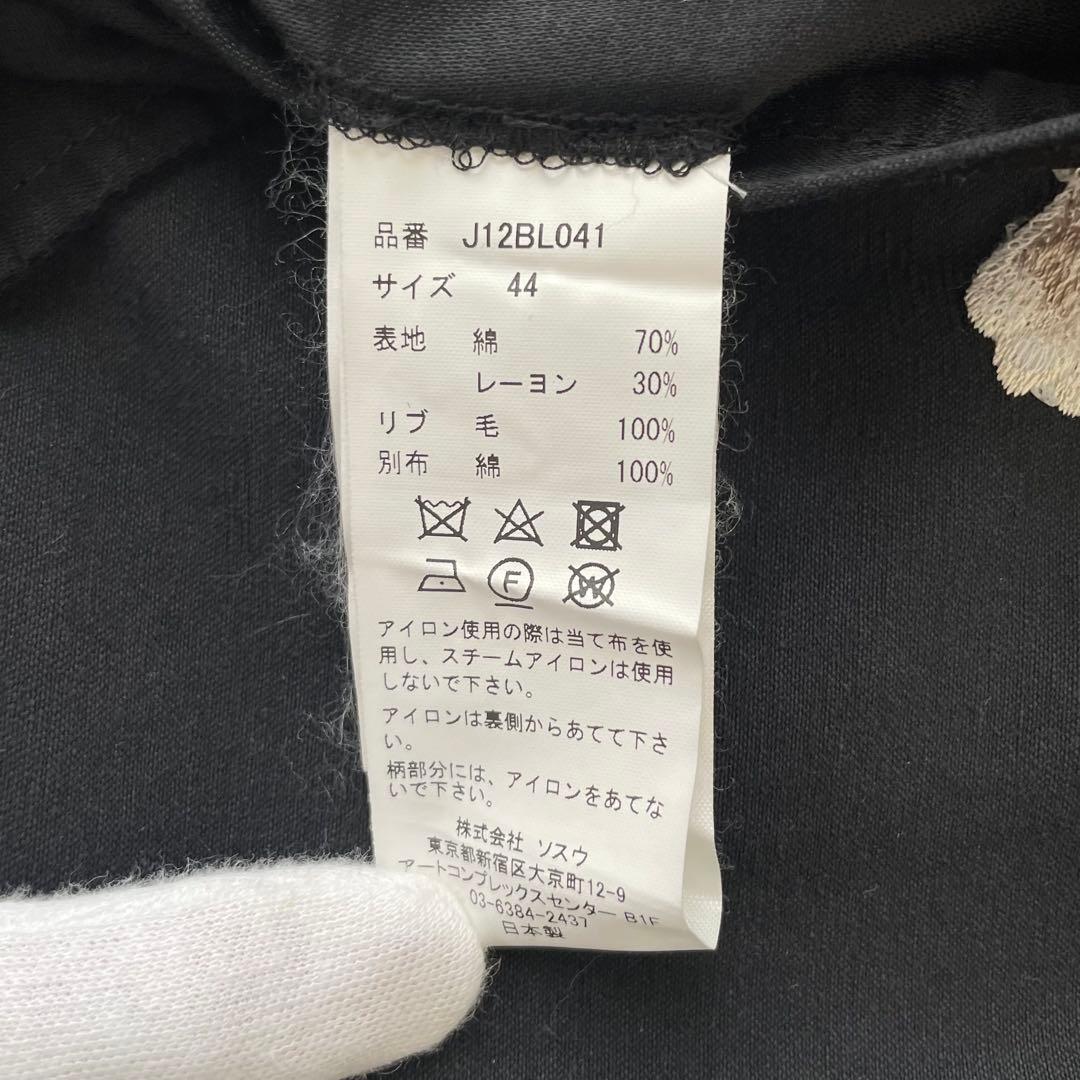 品番 J12BL041
サイズ 44
表地 綿 70%
レーヨン 30%
リブ 毛 100%
別布 綿 100%
F W
アイロン使用の際は当て布を使
用し、スチームアイロンは使用
しないで下さい。
アイロンは裏側からあてて下さ
い。
柄部分には、アイロンをあてな
いで下さい。
株式会社 ソスウ
東京都新宿区大京町12-9
アートコンプレックスセンター B1F
03-6384-2437
日本製